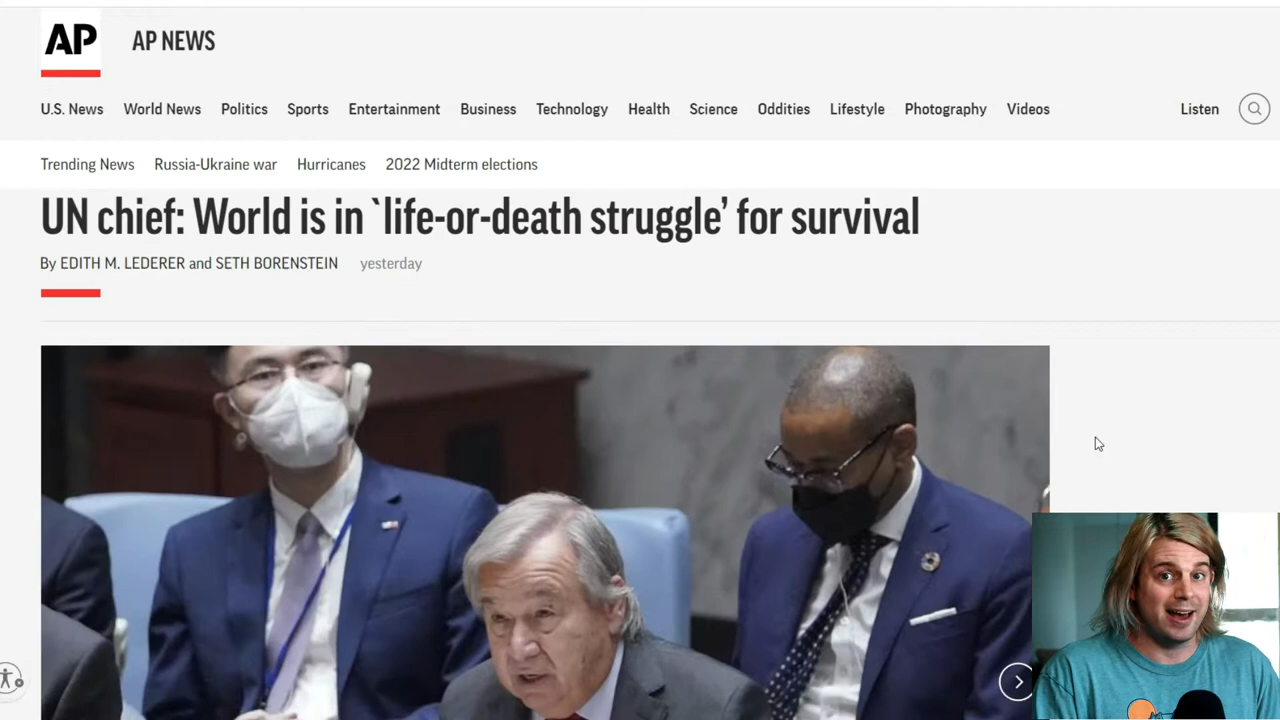 AP
AP NEWS
U.S. News World News Politics Sports Entertainment Business Technology Health Science Oddities Lifestyle Photography Videos Listen
Trending News Russia-Ukraine war Hurricanes 2022 Midterm elections
UN chief: World is in `life-or-death struggle’ for survival
By EDITH M. LEDERER and SETH BORENSTEIN yesterday